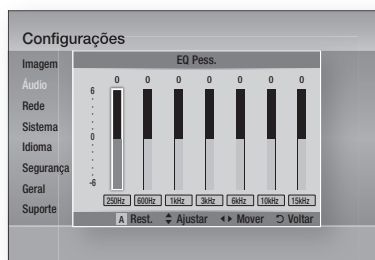 Configurações
Imagem
Áudio
Rede
Sistema
Idioma
Segurança
Geral
Suporte
EQ Pess.
0 0 0 0 0 0 0
6
0
-6
250Hz 600Hz 1kHz 3kHz 6kHz 10kHz 15kHz
A Rest. Ajustar Mover Voltar